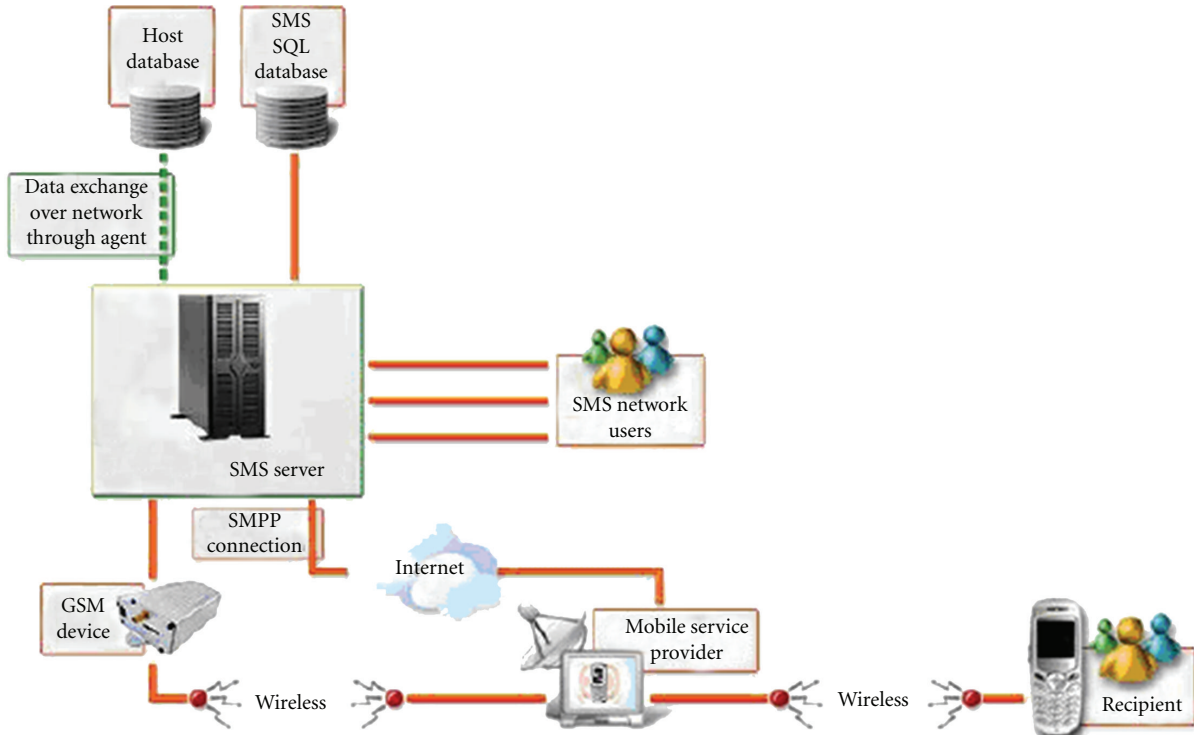 Host
database
SMS
SQL
database
Data exchange
over network
through agent
SMS network
users
SMS server
SMPP
connection
Internet
GSM
device
Mobile service
provider
Wireless
Wireless
Recipient